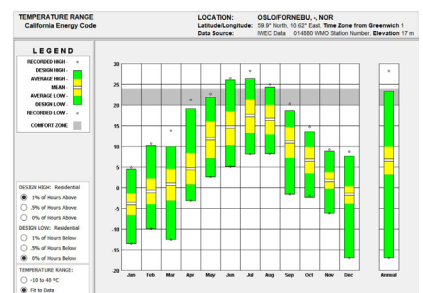 TEMPERATURE RANGE
California Energy Code
LOCATION: OSLO/FORNEBU, -, NOR
Latitude/Longitude: 59.9° North, 10.62° East, Time Zone from Greenwich 1
Data Source: IWEC Data 014880 WMO Station Number, Elevation 17 m
LEGEND
RECORDED HIGH -
DESIGN HIGH -
AVERAGE HIGH -
MEAN -
AVERAGE LOW -
DESIGN LOW -
RECORDED LOW -
COMFORT ZONE
DESIGN HIGH: Residential
1% of Hours Above
.5% of Hours Above
0% of Hours Above
DESIGN LOW: Residential
1% of Hours Below
.5% of Hours Below
0% of Hours Below
TEMPERATURE RANGE:
-10 to 40 °C
Fit to Data
30
25
20
15
10
5
0
-5
-10
-15
-20
Jan Feb Mar Apr May Jun Jul Aug Sep Oct Nov Dec Annual